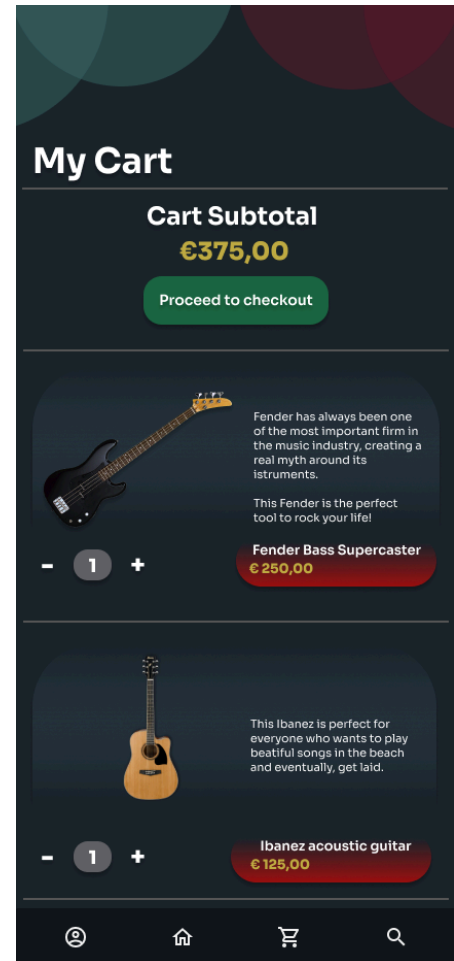 My Cart
Cart Subtotal
€375,00
Proceed to checkout
Fender has always been one
of the most important firm in
the music industry, creating a
real myth around its
istruments.
This Fender is the perfect
tool to rock your life!
- 1 +
Fender Bass Supercaster
€ 250,00
This Ibanez is perfect for
everyone who wants to play
beatiful songs in the beach
and eventually, get laid.
- 1 +
Ibanez acoustic guitar
€ 125,00